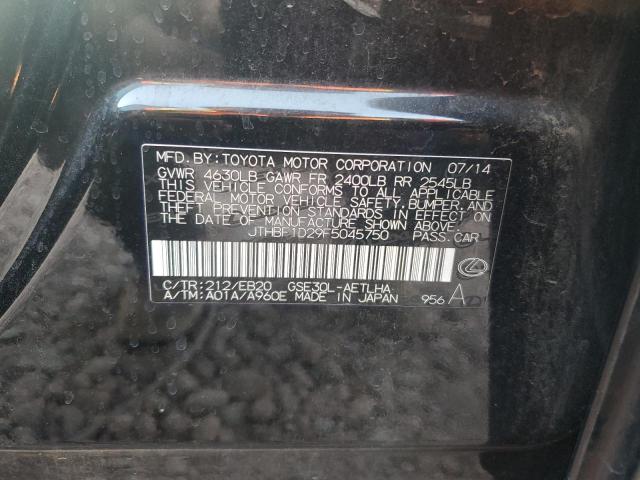 MFD. BY: TOYOTA MOTOR CORPORATION 07/14
GVWR 4630LB GAWR FR 2400LB RR 2545LB
THIS VEHICLE CONFORMS TO ALL APPLICABLE
FEDERAL MOTOR VEHICLE SAFETY, BUMPER, AND
THEFT PREVENTION STANDARDS IN EFFECT ON
THE DATE OF MANUFACTURE SHOWN ABOVE.
JTHBF1D29F5045750 PASS. CAR
C/TR: 212/EB20 GSE30L-AETLHA
A/TM: A01A/A960E MADE IN JAPAN 956 A